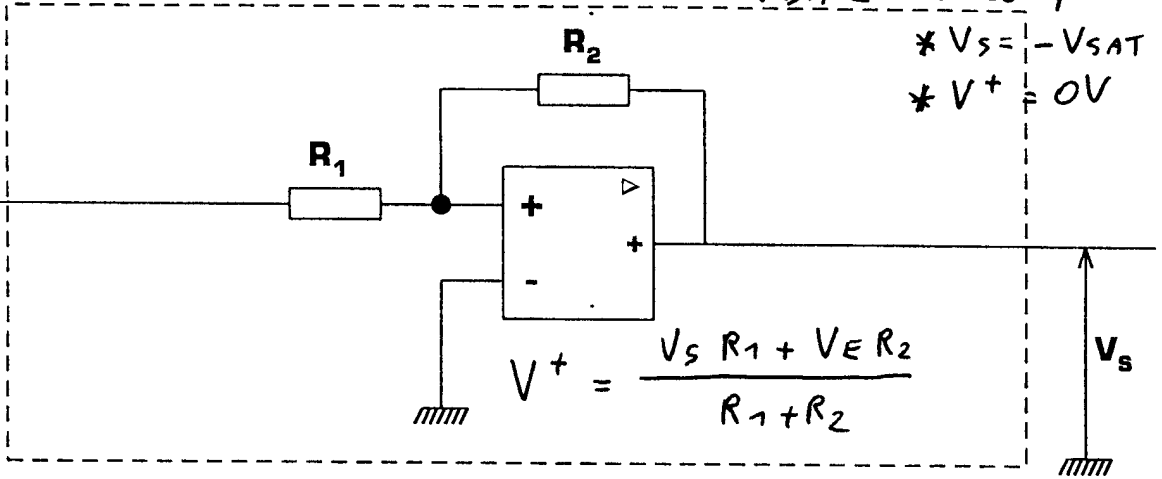 * VS = - VSAT
* V+ = 0V
R2
R1
+
+
-
V+ = VS R1 + VE R2
R1 + R2
VS